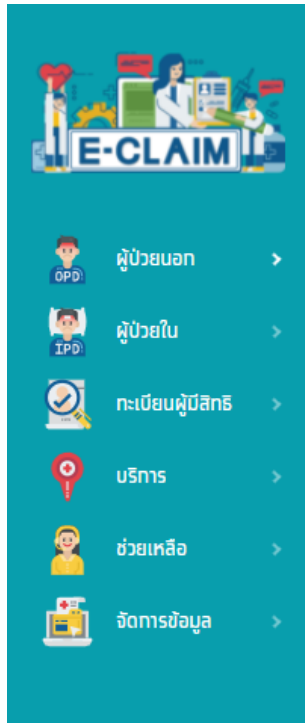 E-CLAIM
OPD
ผู้ป่วยนอก
IPD
ผู้ป่วยใน
ทะเบียนผู้มีสิทธิ
บริการ
ช่วยเหลือ
จัดการข้อมูล